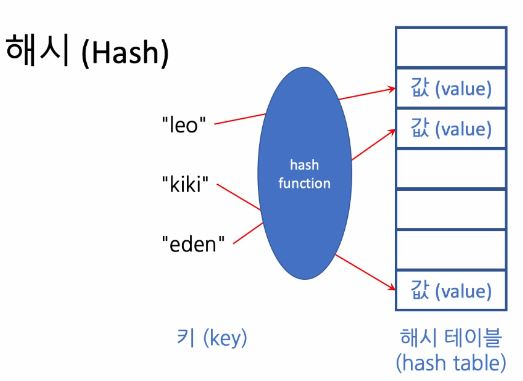 해시 (Hash)
"leo"
"kiki"
"eden"
hash
function
값 (value)
값 (value)
값 (value)
키 (key)
해시 테이블
(hash table)